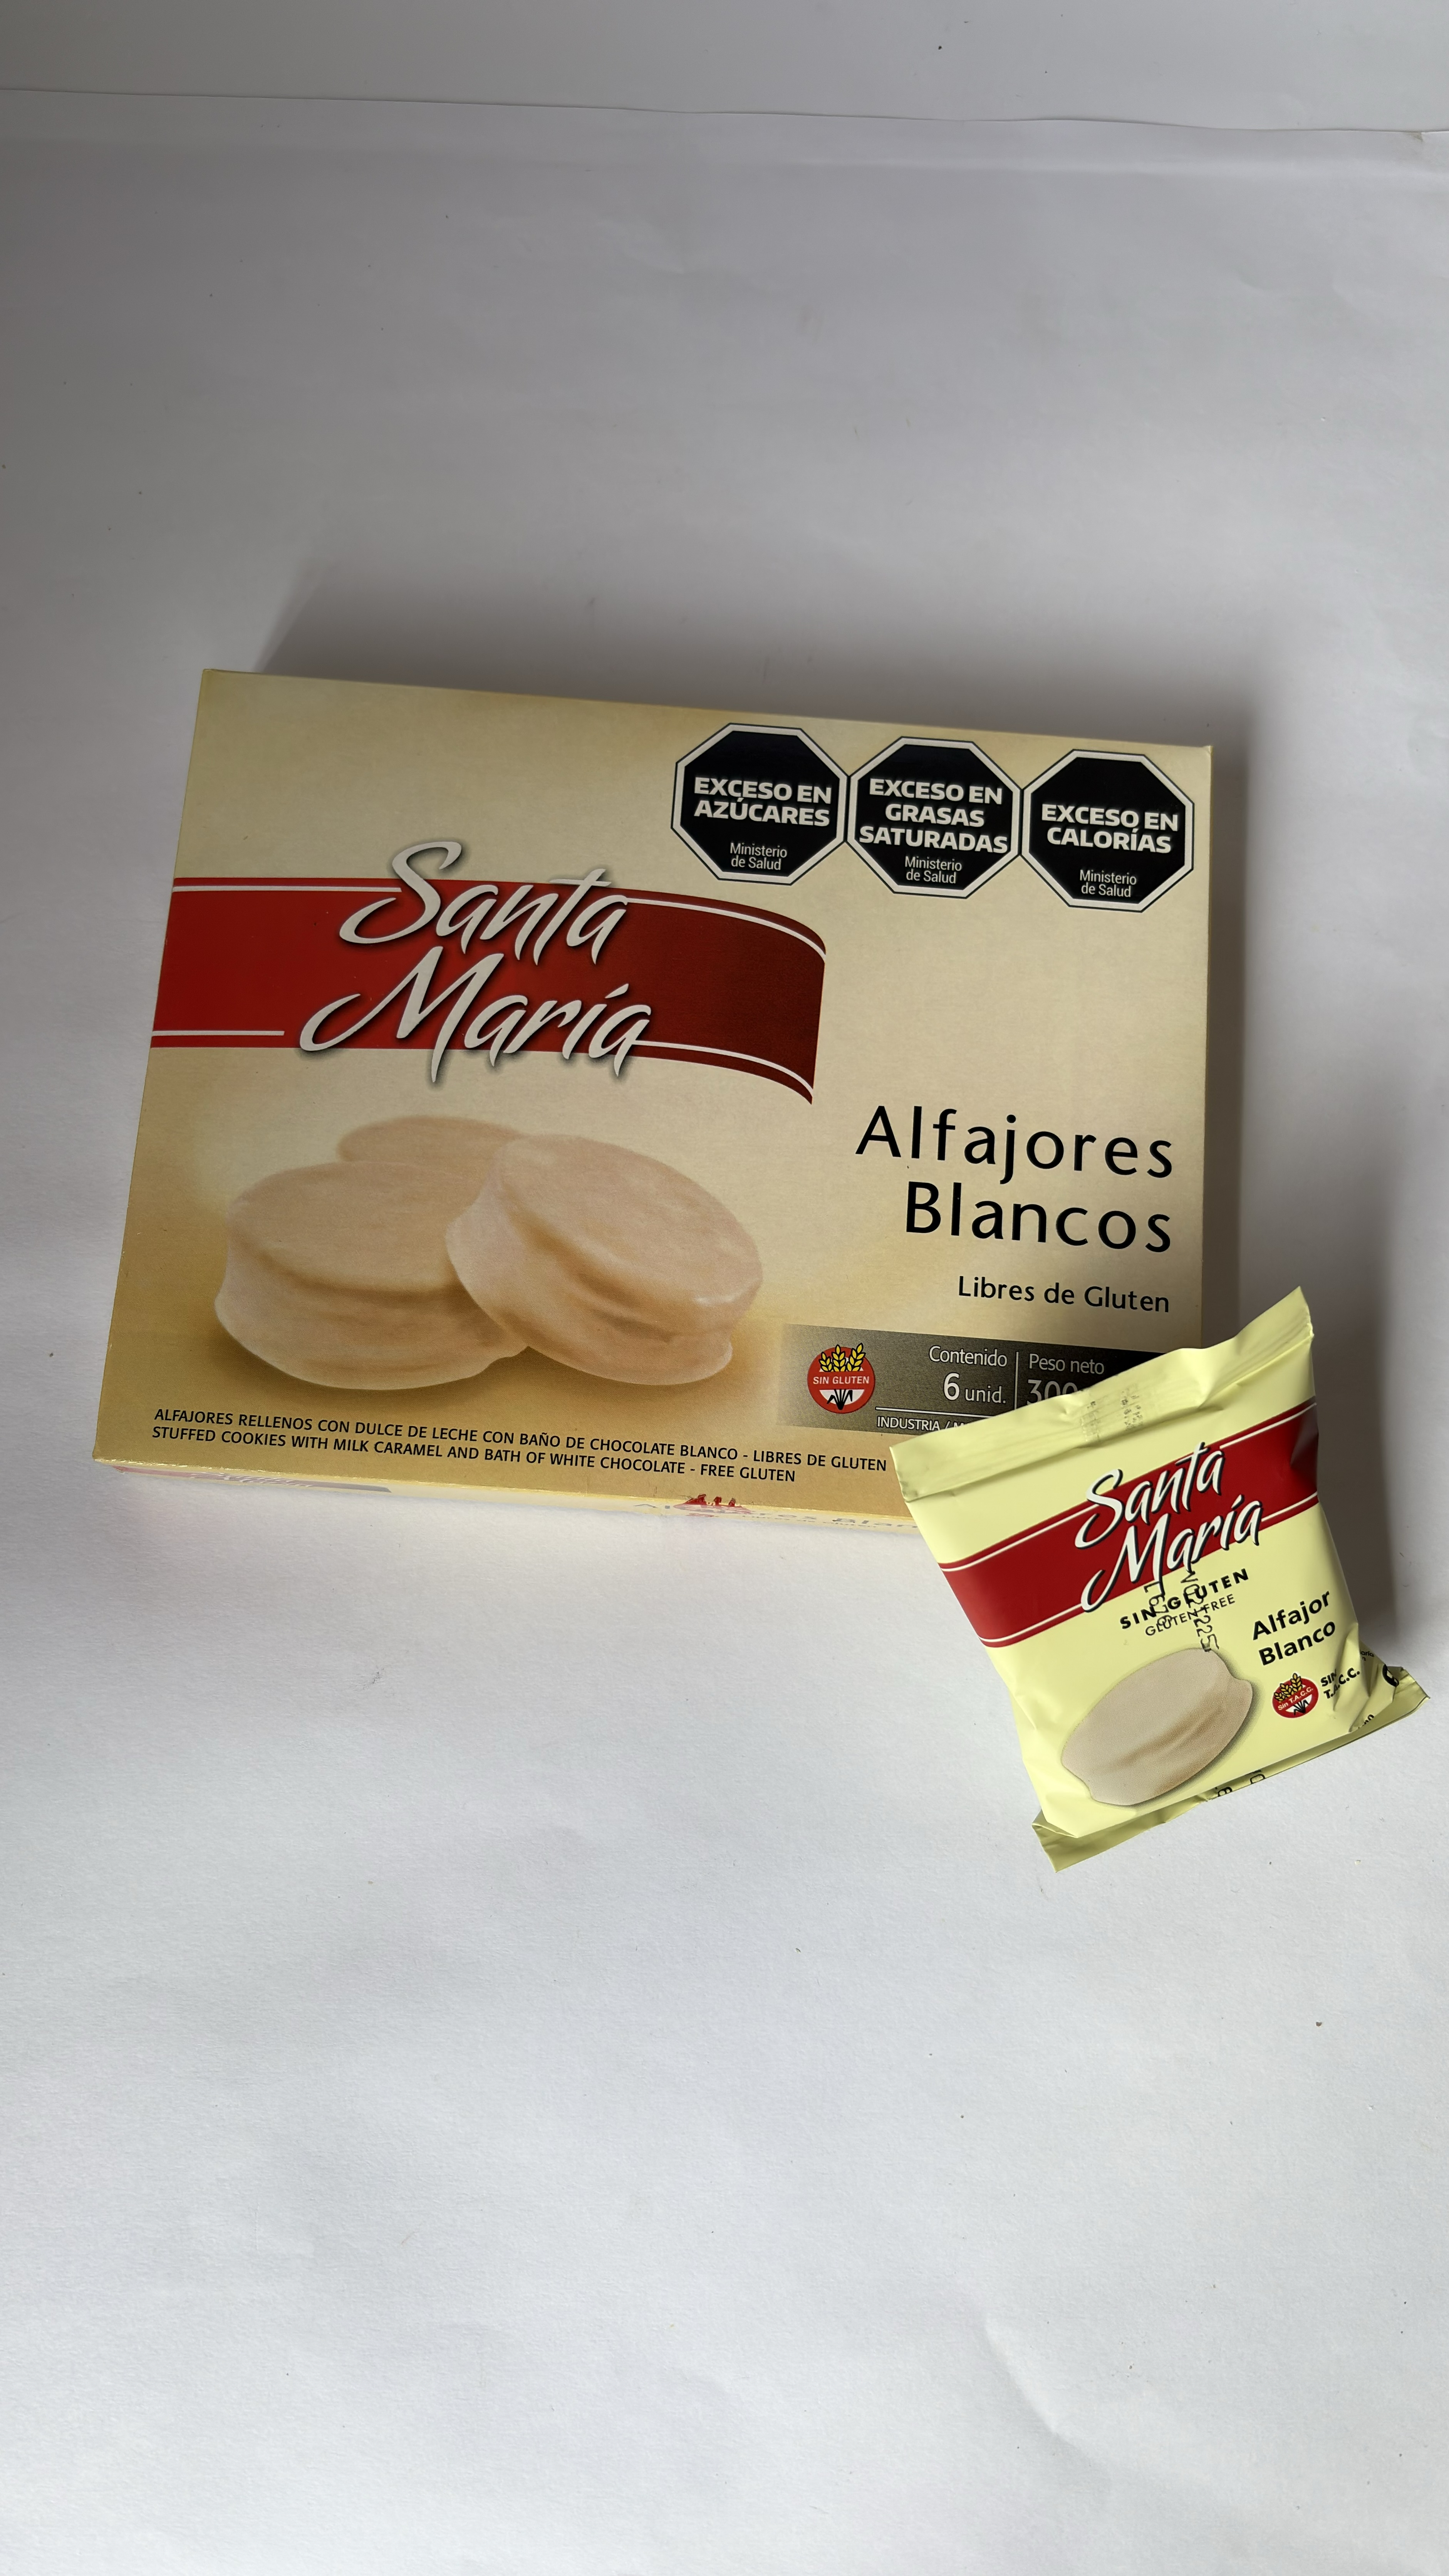 EXCESO EN
AZÚCARES
Ministerio
de Salud
EXCESO EN
GRASAS
SATURADAS
Ministerio
de Salud
EXCESO EN
CALORÍAS
Ministerio
de Salud
Santa
María
Alfajores
Blancos
Libres de Gluten
SIN GLUTEN
Contenido
6 unid.
Peso neto
300
INDUSTRIA
ALFAJORES RELLENOS CON DULCE DE LECHE CON BAÑO DE CHOCOLATE BLANCO - LIBRES DE GLUTEN
STUFFED COOKIES WITH MILK CARAMEL AND BATH OF WHITE CHOCOLATE - FREE GLUTEN
Santa
María
SIN GLUTEN
GLUTEN FREE
Alfajor
Blanco
Sin T.A.C.C.
SIN
T.A.C.C.